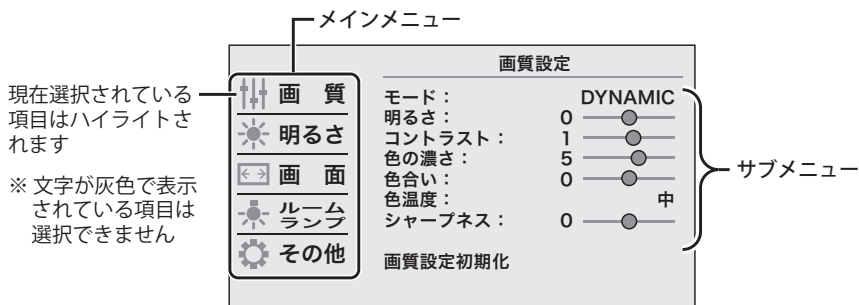 メインメニュー
現在選択されている
項目はハイライトさ
れます
※ 文字が灰色で表示
されている項目は
選択できません
画　質
明るさ
画　面
ルーム
ランプ
その他
画質設定
モード： DYNAMIC
明るさ： 0
コントラスト： 1
色の濃さ： 5
色合い： 0
色温度： 中
シャープネス： 0
画質設定初期化
サブメニュー